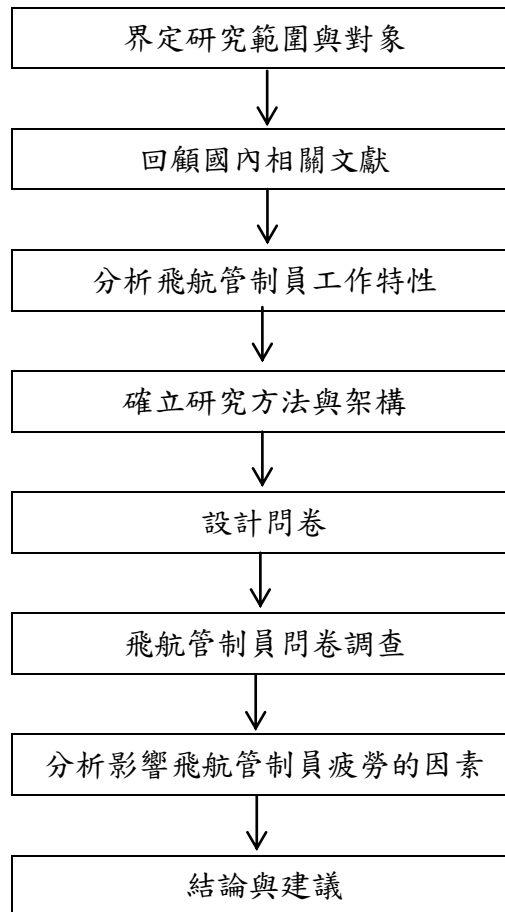 界定研究範圍與對象
回顧國內相關文獻
分析飛航管制員工作特性
確立研究方法與架構
設計問卷
飛航管制員問卷調查
分析影響飛航管制員疲勞的因素
結論與建議